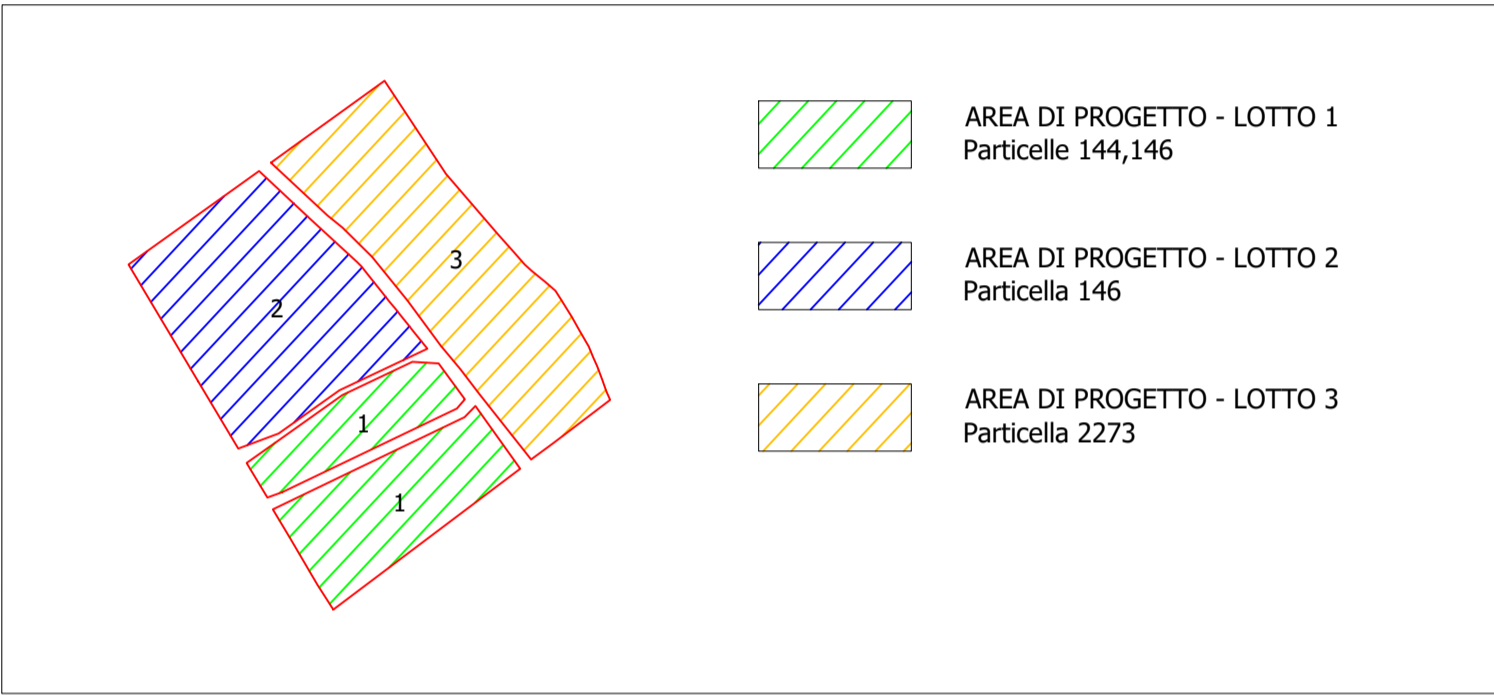 AREA DI PROGETTO - LOTTO 1
Particelle 144,146
AREA DI PROGETTO - LOTTO 2
Particella 146
AREA DI PROGETTO - LOTTO 3
Particella 2273
3
2
1
1